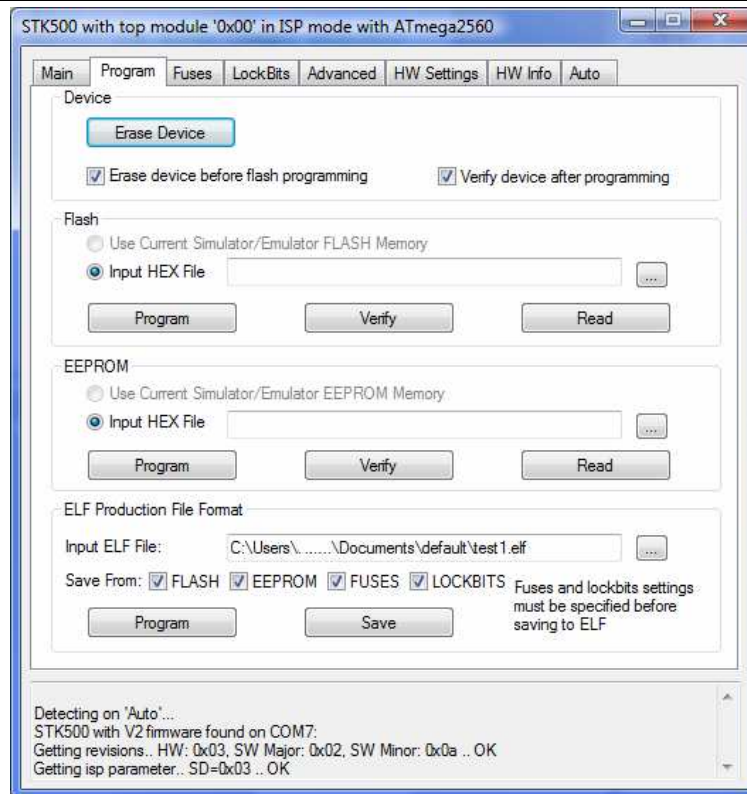 STK500 with top module '0x00' in ISP mode with ATmega2560
Main Program Fuses LockBits Advanced HW Settings HW Info Auto
Device
Erase Device
Erase device before flash programming Verify device after programming
Flash
Use Current Simulator/Emulator FLASH Memory
Input HEX File ...
Program Verify Read
EEPROM
Use Current Simulator/Emulator EEPROM Memory
Input HEX File ...
Program Verify Read
ELF Production File Format
Input ELF File: C:\Users\. ......\Documents\default\test1.elf ...
Save From: FLASH EEPROM FUSES LOCKBITS Fuses and lockbits settings
must be specified before
saving to ELF
Program Save
Detecting on 'Auto'...
STK500 with V2 firmware found on COM7:
Getting revisions.. HW: 0x03, SW Major: 0x02, SW Minor: 0x0a .. OK
Getting isp parameter.. SD=0x03 .. OK